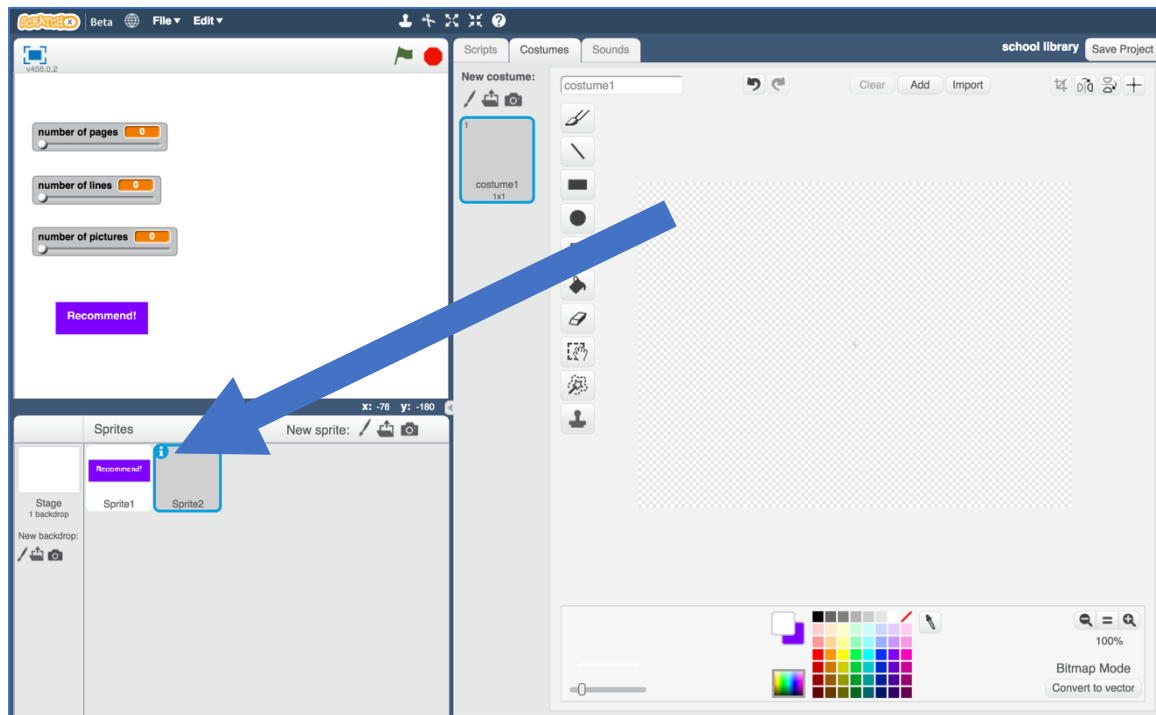 SCRATCHX Beta File▼ Edit▼
v456.0.2
number of pages 0
number of lines 0
number of pictures 0
Recommend!
x: -76 y: -180
Sprites New sprite:
Stage
1 backdrop
New backdrop:
Recommend!
Sprite1
Sprite2
Scripts Costumes Sounds school library Save Project
New costume:
1
costume1
1x1
costume1 Clear Add Import
100%
Bitmap Mode
Convert to vector